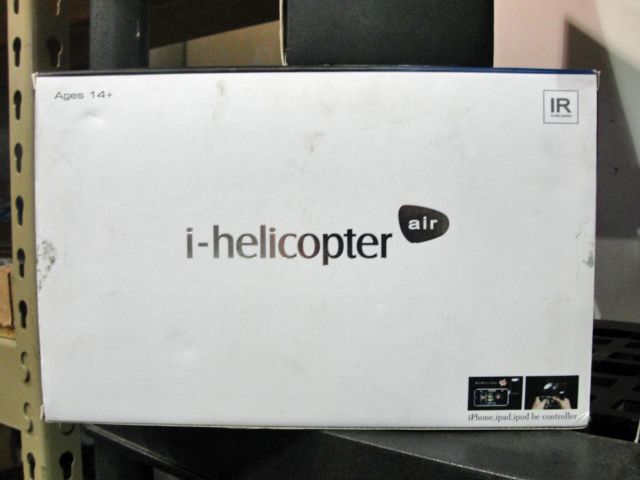 Ages 14+
IR
i-helicopter air
iPhone,ipad,ipod be controller